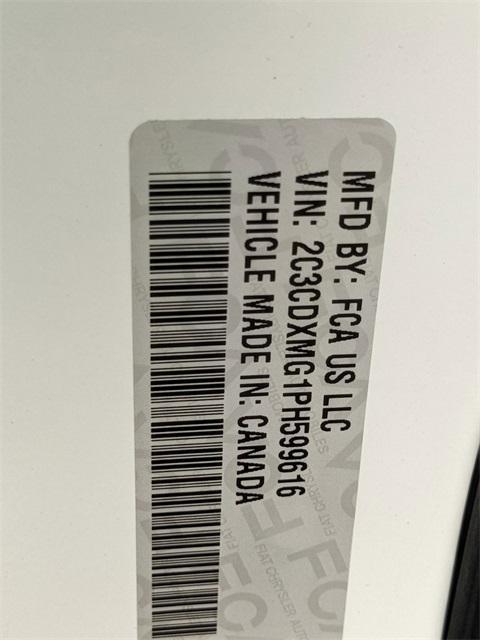 MFD BY: FCA US LLC
VIN: 2C3CDXMG1PH599616
VEHICLE MADE IN: CANADA